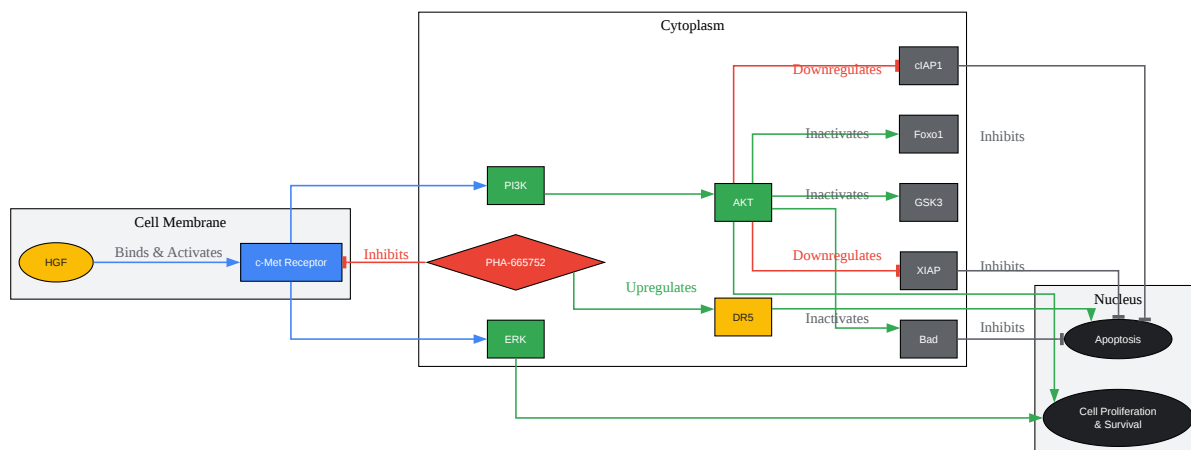 Cytoplasm
cIAP1
Downregulates
Foxo1
Inactivates
Inhibits
PI3K
AKT
Inactivates
GSK3
Cell Membrane
HGF
Binds & Activates
c-Met Receptor
Inhibits
PHA-665752
Downregulates
XIAP
Inhibits
Upregulates
DR5
Nucleus
Inactivates
Inhibits
ERK
Bad
Apoptosis
Cell Proliferation
& Survival